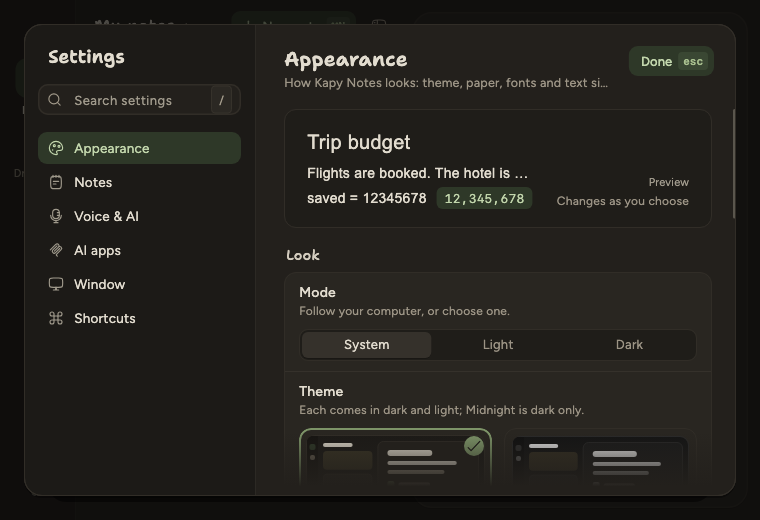 Settings
Search settings /
Appearance
Notes
Voice & AI
AI apps
Window
Shortcuts
Appearance
Done esc
How Kapy Notes looks: theme, paper, fonts and text si...
Trip budget
Flights are booked. The hotel is ...
saved = 12345678 12,345,678
Preview
Changes as you choose
Look
Mode
Follow your computer, or choose one.
System Light Dark
Theme
Each comes in dark and light; Midnight is dark only.